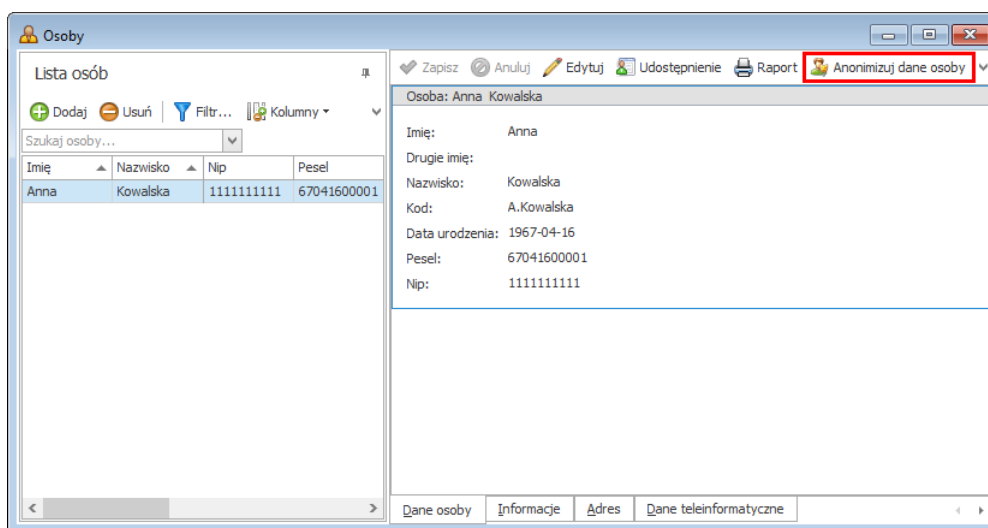 Osoby
Lista osób
Dodaj Usuń Filtr... Kolumny
Szukaj osoby...
Imię Nazwisko Nip Pesel
Anna Kowalska 1111111111 67041600001
Zapisz Anuluj Edytuj Udostępnienie Raport Anonimizuj dane osoby
Osoba: Anna Kowalska
Imię: Anna
Drugie imię:
Nazwisko: Kowalska
Kod: A.Kowalska
Data urodzenia: 1967-04-16
Pesel: 67041600001
Nip: 1111111111
Dane osoby Informacje Adres Dane teleinformatyczne